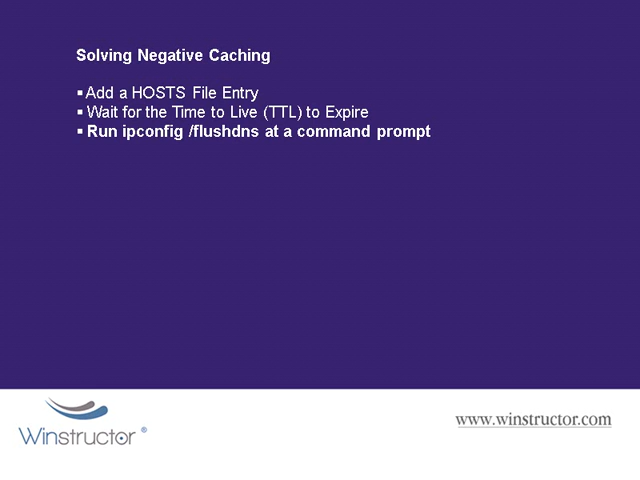 Solving Negative Caching
▪ Add a HOSTS File Entry
▪ Wait for the Time to Live (TTL) to Expire
▪ Run ipconfig /flushdns at a command prompt
Winstructor ®
www.winstructor.com